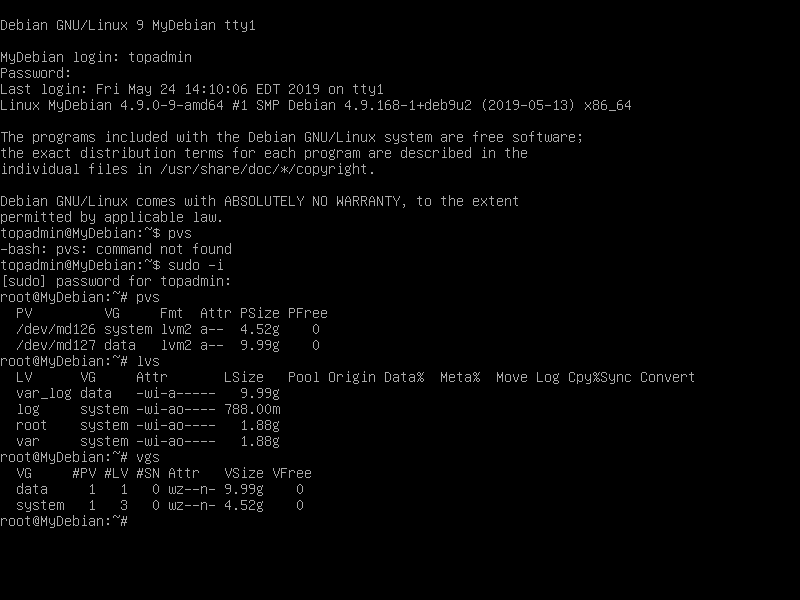 Debian GNU/Linux 9 MyDebian tty1
MyDebian login: topadmin
Password:
Last login: Fri May 24 14:10:06 EDT 2019 on tty1
Linux MyDebian 4.9.0-9-amd64 #1 SMP Debian 4.9.168-1+deb9u2 (2019-05-13) x86_64
The programs included with the Debian GNU/Linux system are free software;
the exact distribution terms for each program are described in the
individual files in /usr/share/doc/*/copyright.
Debian GNU/Linux comes with ABSOLUTELY NO WARRANTY, to the extent
permitted by applicable law.
topadmin@MyDebian:~$ pvs
-bash: pvs: command not found
topadmin@MyDebian:~$ sudo -i
[sudo] password for topadmin:
root@MyDebian:~# pvs
  PV         VG     Fmt  Attr PSize PFree
  /dev/md126 system lvm2 a--  4.52g    0
  /dev/md127 data   lvm2 a--  9.99g    0
root@MyDebian:~# lvs
  LV      VG     Attr       LSize   Pool Origin Data%  Meta%  Move Log Cpy%Sync Convert
  var_log data   -wi-a-----   9.99g
  log     system -wi-ao---- 788.00m
  root    system -wi-ao----   1.88g
  var     system -wi-ao----   1.88g
root@MyDebian:~# vgs
  VG     #PV #LV #SN Attr   VSize VFree
  data     1   1   0 wz--n- 9.99g    0
  system   1   3   0 wz--n- 4.52g    0
root@MyDebian:~#